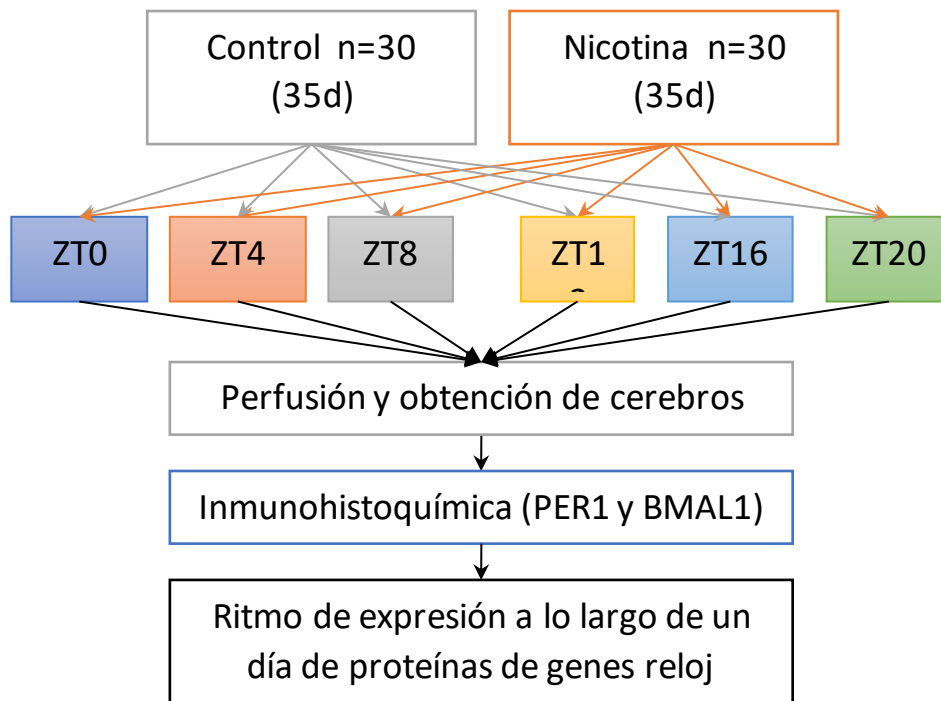 Control n=30
(35d)
Nicotina n=30
(35d)
ZT0
ZT4
ZT8
ZT1
ZT16
ZT20
Perfusión y obtención de cerebros
Inmunohistoquímica (PER1 y BMAL1)
Ritmo de expresión a lo largo de un
día de proteínas de genes reloj